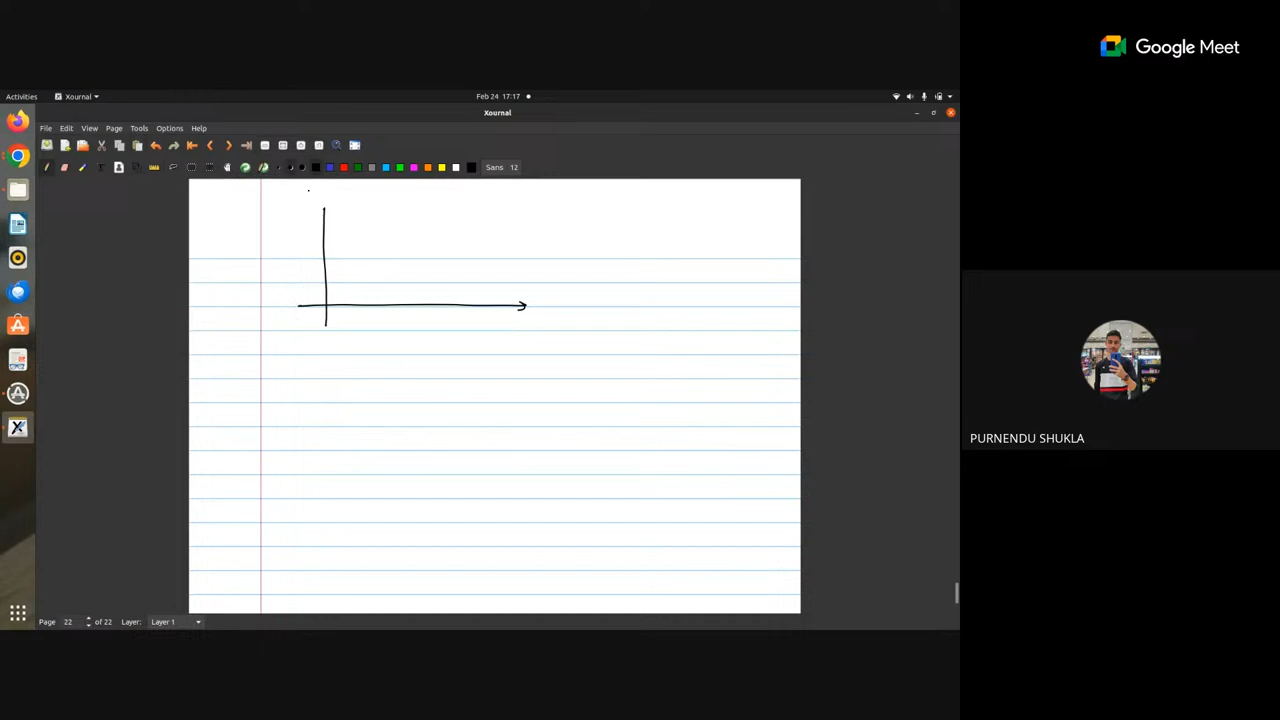 Google Meet
Activities Xournal Feb 24 17:17
Xournal
File Edit View Page Tools Options Help
Sans 12
PURNENDU SHUKLA
Page 22 of 22 Layer: Layer 1